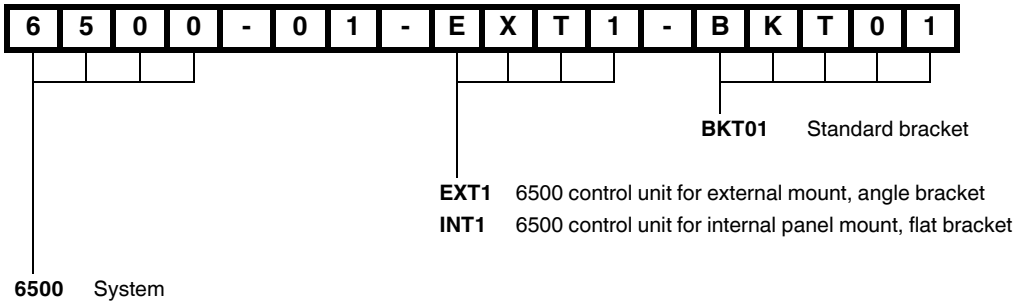 6500-01-EXT1-BKT01
BKT01 Standard bracket
EXT1 6500 control unit for external mount, angle bracket
INT1 6500 control unit for internal panel mount, flat bracket
6500 System